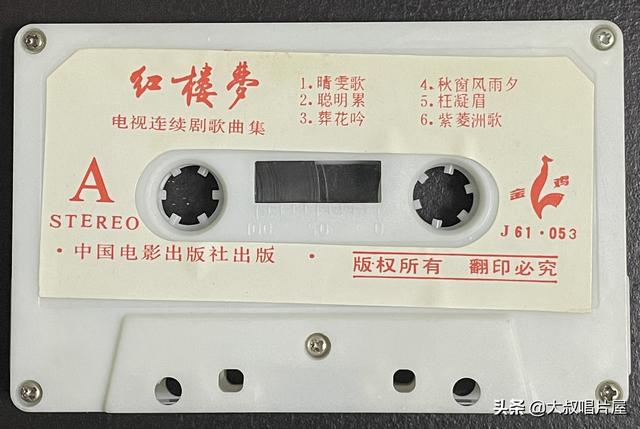 红楼夢
电视连续剧歌曲集
1.晴雯歌
2.聪明累
3.葬花吟
4.秋窗风雨夕
5.枉凝眉
6.紫菱洲歌
A
STEREO
金鸡
J61·053
·中国电影出版社出版·
版权所有 翻印必究
头条@大叔唱片屋